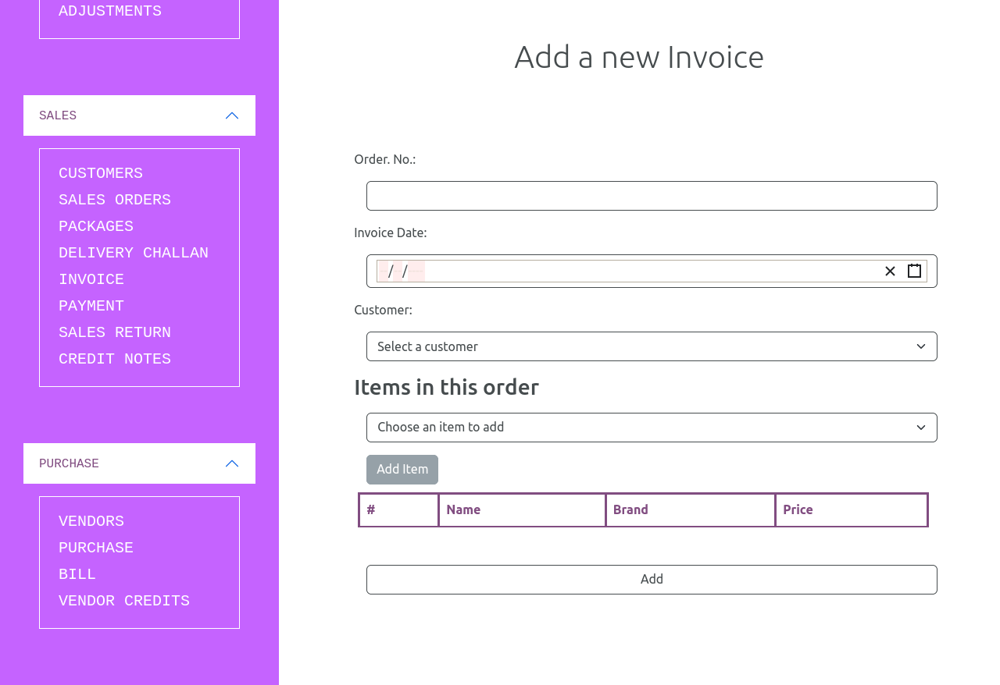 ADJUSTMENTS
SALES
CUSTOMERS
SALES ORDERS
PACKAGES
DELIVERY CHALLAN
INVOICE
PAYMENT
SALES RETURN
CREDIT NOTES
PURCHASE
VENDORS
PURCHASE
BILL
VENDOR CREDITS
Add a new Invoice
Order. No.:
Invoice Date:
/ /
Customer:
Select a customer
Items in this order
Choose an item to add
Add Item
# Name Brand Price
Add